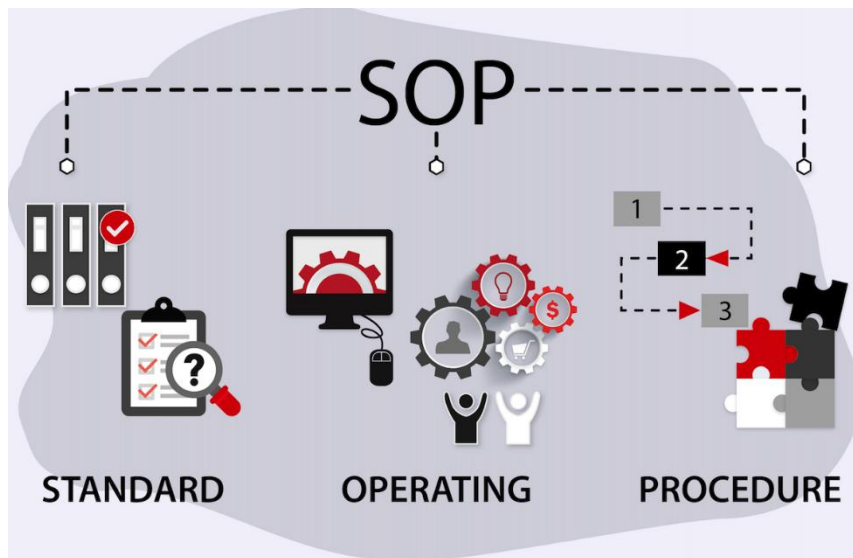 SOP
1
2
3
?
$
STANDARD
OPERATING
PROCEDURE